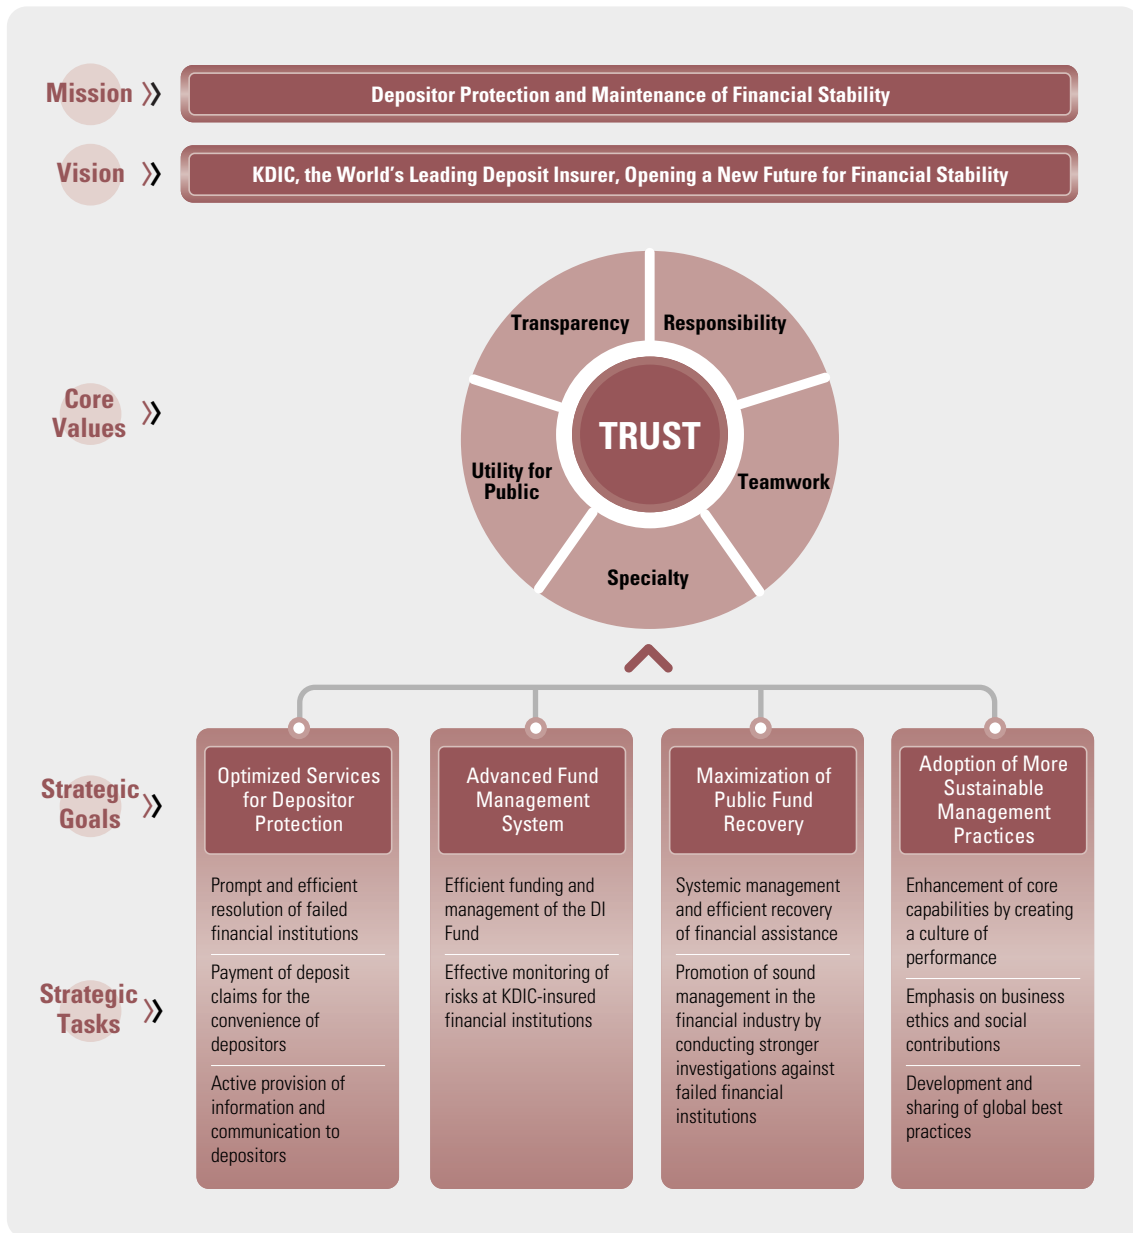 Mission
Depositor Protection and Maintenance of Financial Stability
Vision
KDIC, the World's Leading Deposit Insurer, Opening a New Future for Financial Stability
Core
Values
Transparency
Responsibility
TRUST
Utility for
Public
Teamwork
Specialty
Strategic
Goals
Optimized Services
for Depositor
Protection
Advanced Fund
Management
System
Maximization of
Public Fund
Recovery
Adoption of More
Sustainable
Management
Practices
Strategic
Tasks
Prompt and efficient
resolution of failed
financial institutions
Payment of deposit
claims for the
convenience of
depositors
Active provision of
information and
communication to
depositors
Efficient funding and
management of the DI
Fund
Effective monitoring of
risks at KDIC-insured
financial institutions
Systemic management
and efficient recovery
of financial assistance
Promotion of sound
management in the
financial industry by
conducting stronger
investigations against
failed financial
institutions
Enhancement of core
capabilities by creating
a culture of
performance
Emphasis on business
ethics and social
contributions
Development and
sharing of global best
practices